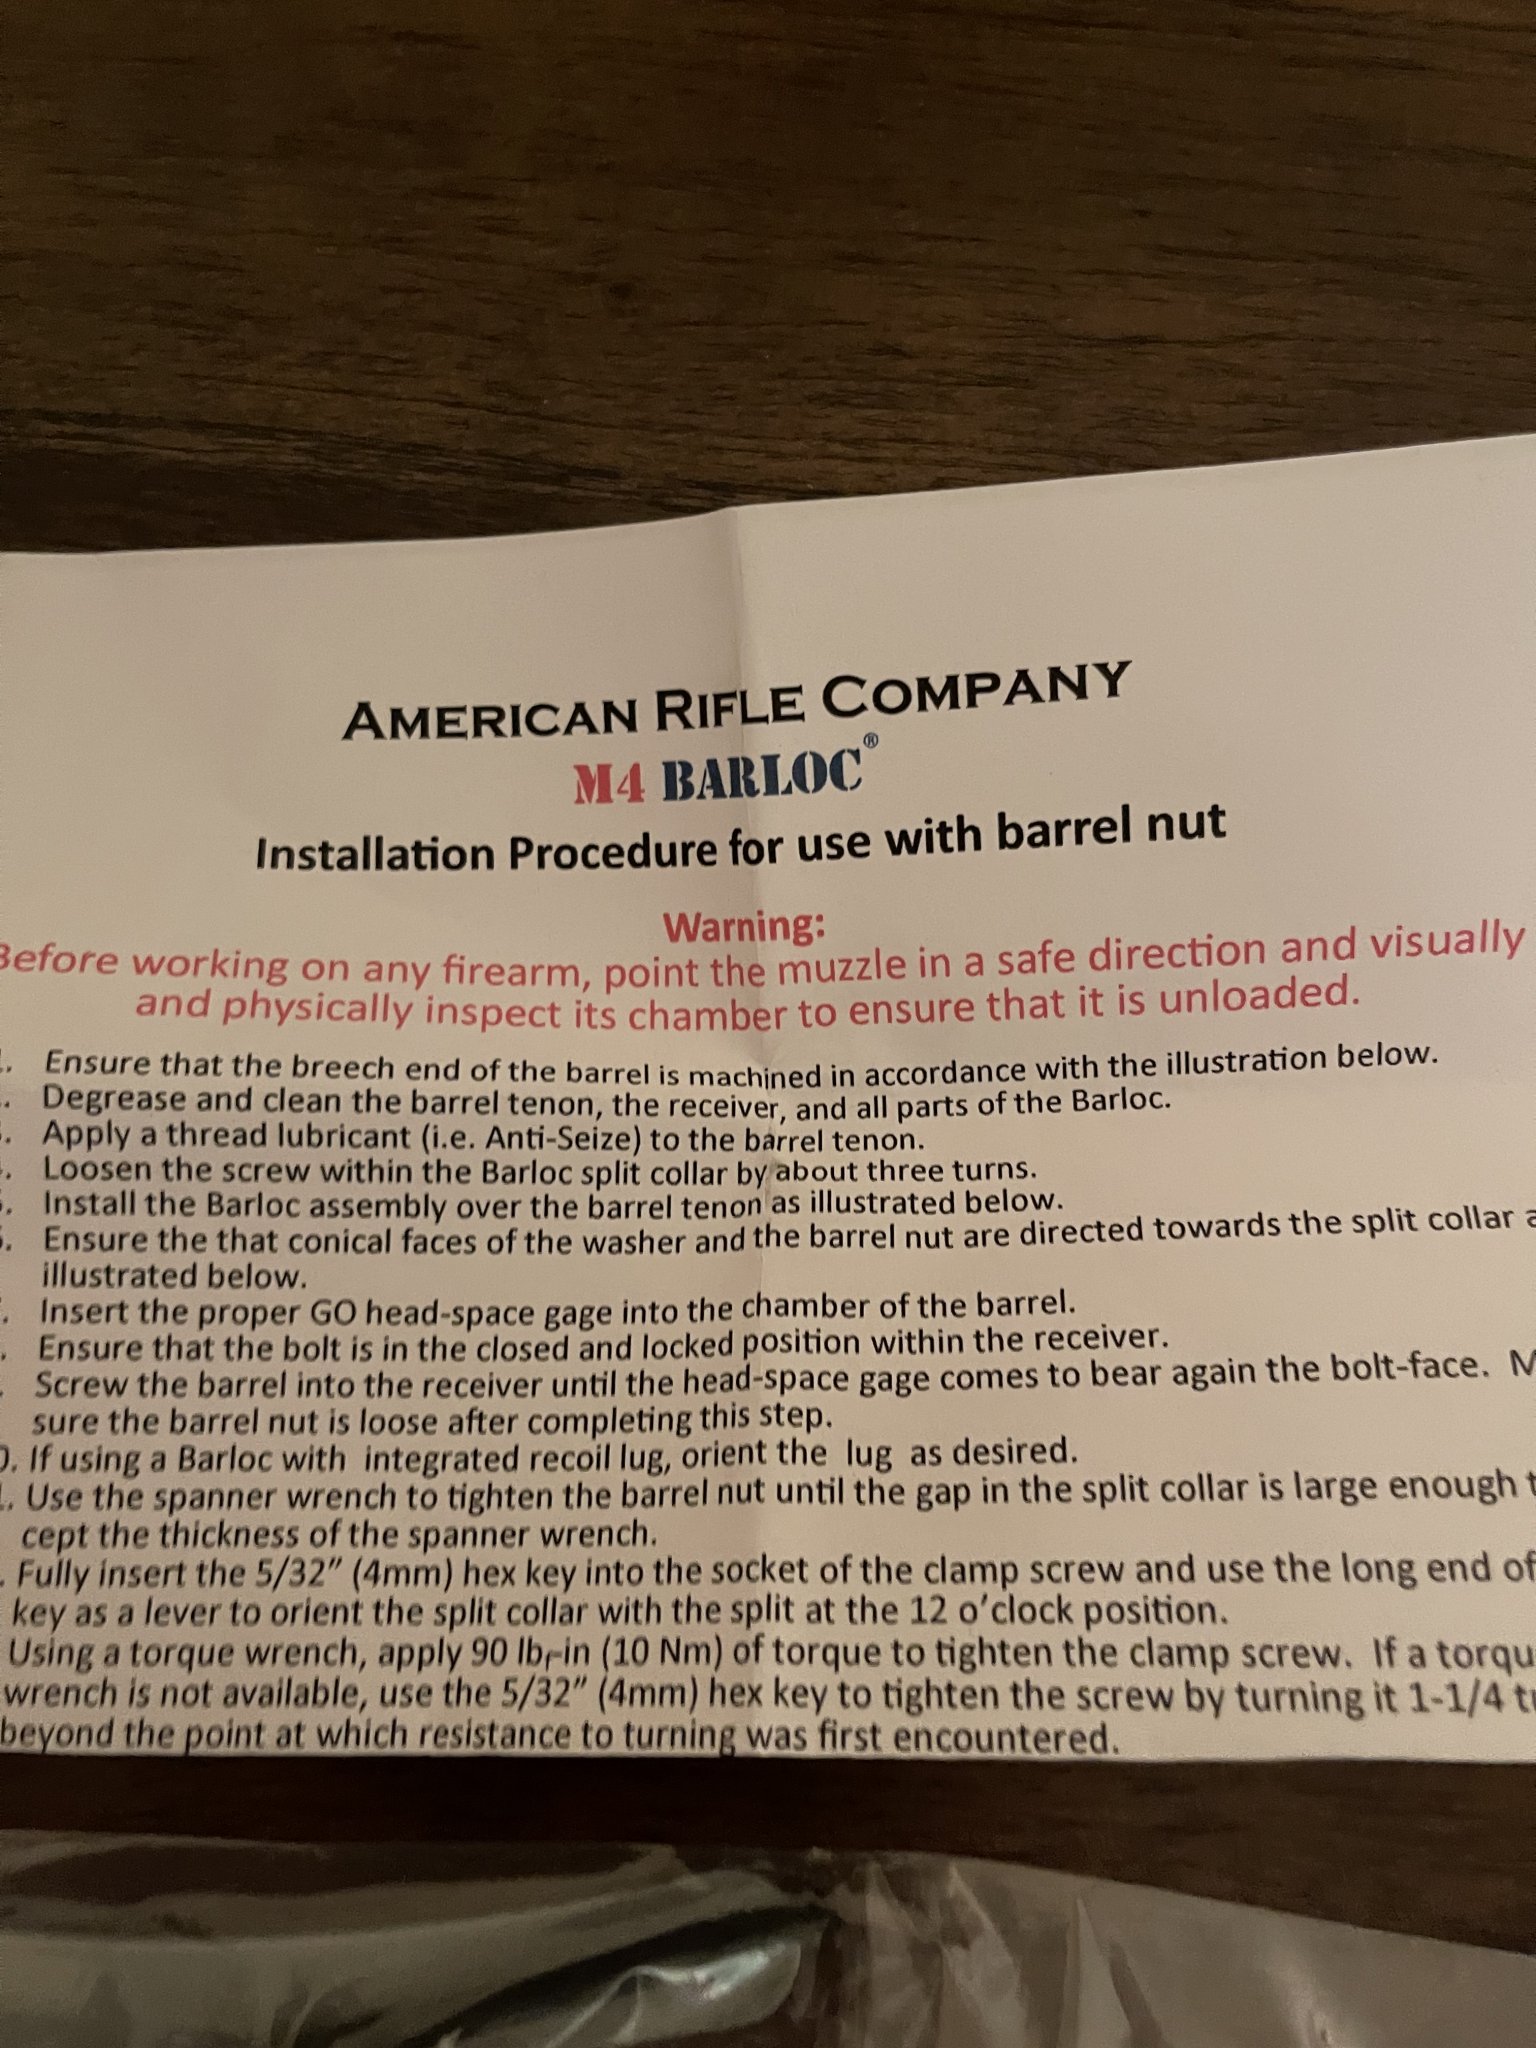 AMERICAN RIFLE COMPANY
M4 BARLOC®
Installation Procedure for use with barrel nut
Warning:
Before working on any firearm, point the muzzle in a safe direction and visually
and physically inspect its chamber to ensure that it is unloaded.
. Ensure that the breech end of the barrel is machined in accordance with the illustration below.
. Degrease and clean the barrel tenon, the receiver, and all parts of the Barloc.
. Apply a thread lubricant (i.e. Anti-Seize) to the barrel tenon.
. Loosen the screw within the Barloc split collar by about three turns.
. Install the Barloc assembly over the barrel tenon as illustrated below.
. Ensure the that conical faces of the washer and the barrel nut are directed towards the split collar
illustrated below.
. Insert the proper GO head-space gage into the chamber of the barrel.
. Ensure that the bolt is in the closed and locked position within the receiver.
. Screw the barrel into the receiver until the head-space gage comes to bear again the bolt-face.
sure the barrel nut is loose after completing this step.
0. If using a Barloc with integrated recoil lug, orient the lug as desired.
. Use the spanner wrench to tighten the barrel nut until the gap in the split collar is large enough
cept the thickness of the spanner wrench.
. Fully insert the 5/32” (4mm) hex key into the socket of the clamp screw and use the long end of
key as a lever to orient the split collar with the split at the 12 o’clock position.
Using a torque wrench, apply 90 lbf-in (10 Nm) of torque to tighten the clamp screw. If a torqu
wrench is not available, use the 5/32” (4mm) hex key to tighten the screw by turning it 1-1/4
beyond the point at which resistance to turning was first encountered.